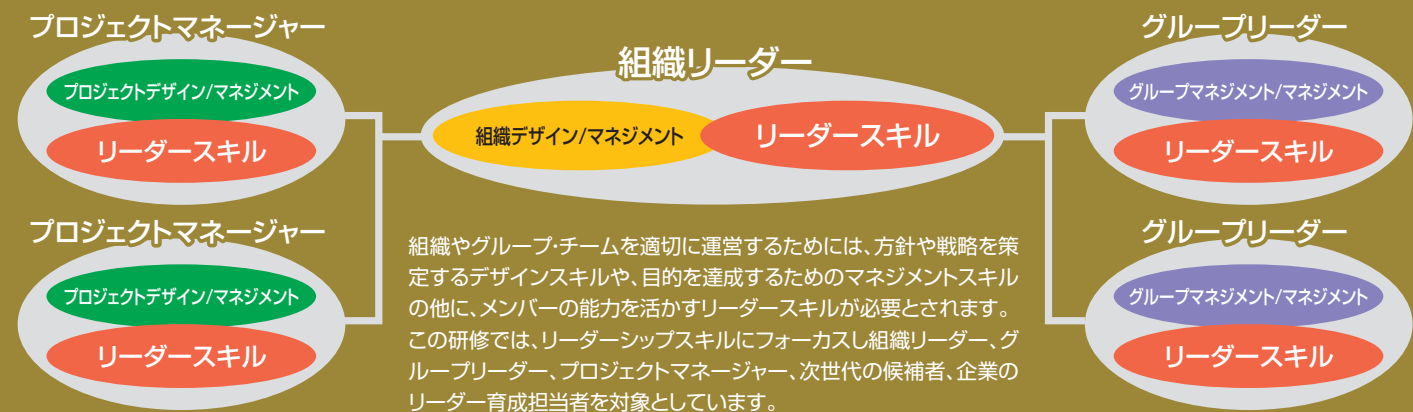 プロジェクトマネージャー
プロジェクトデザイン/マネジメント
リーダースキル
プロジェクトマネージャー
プロジェクトデザイン/マネジメント
リーダースキル
組織リーダー
組織デザイン/マネジメント
リーダースキル
組織やグループ・チームを適切に運営するためには、方針や戦略を策
定するデザインスキルや、目的を達成するためのマネジメントスキル
の他に、メンバーの能力を活かすリーダースキルが必要とされます。
この研修では、リーダーシップスキルにフォーカスし組織リーダー、グ
ループリーダー、プロジェクトマネージャー、次世代の候補者、企業の
リーダー育成担当者を対象としています。
グループリーダー
グループマネジメント/マネジメント
リーダースキル
グループリーダー
グループマネジメント/マネジメント
リーダースキル